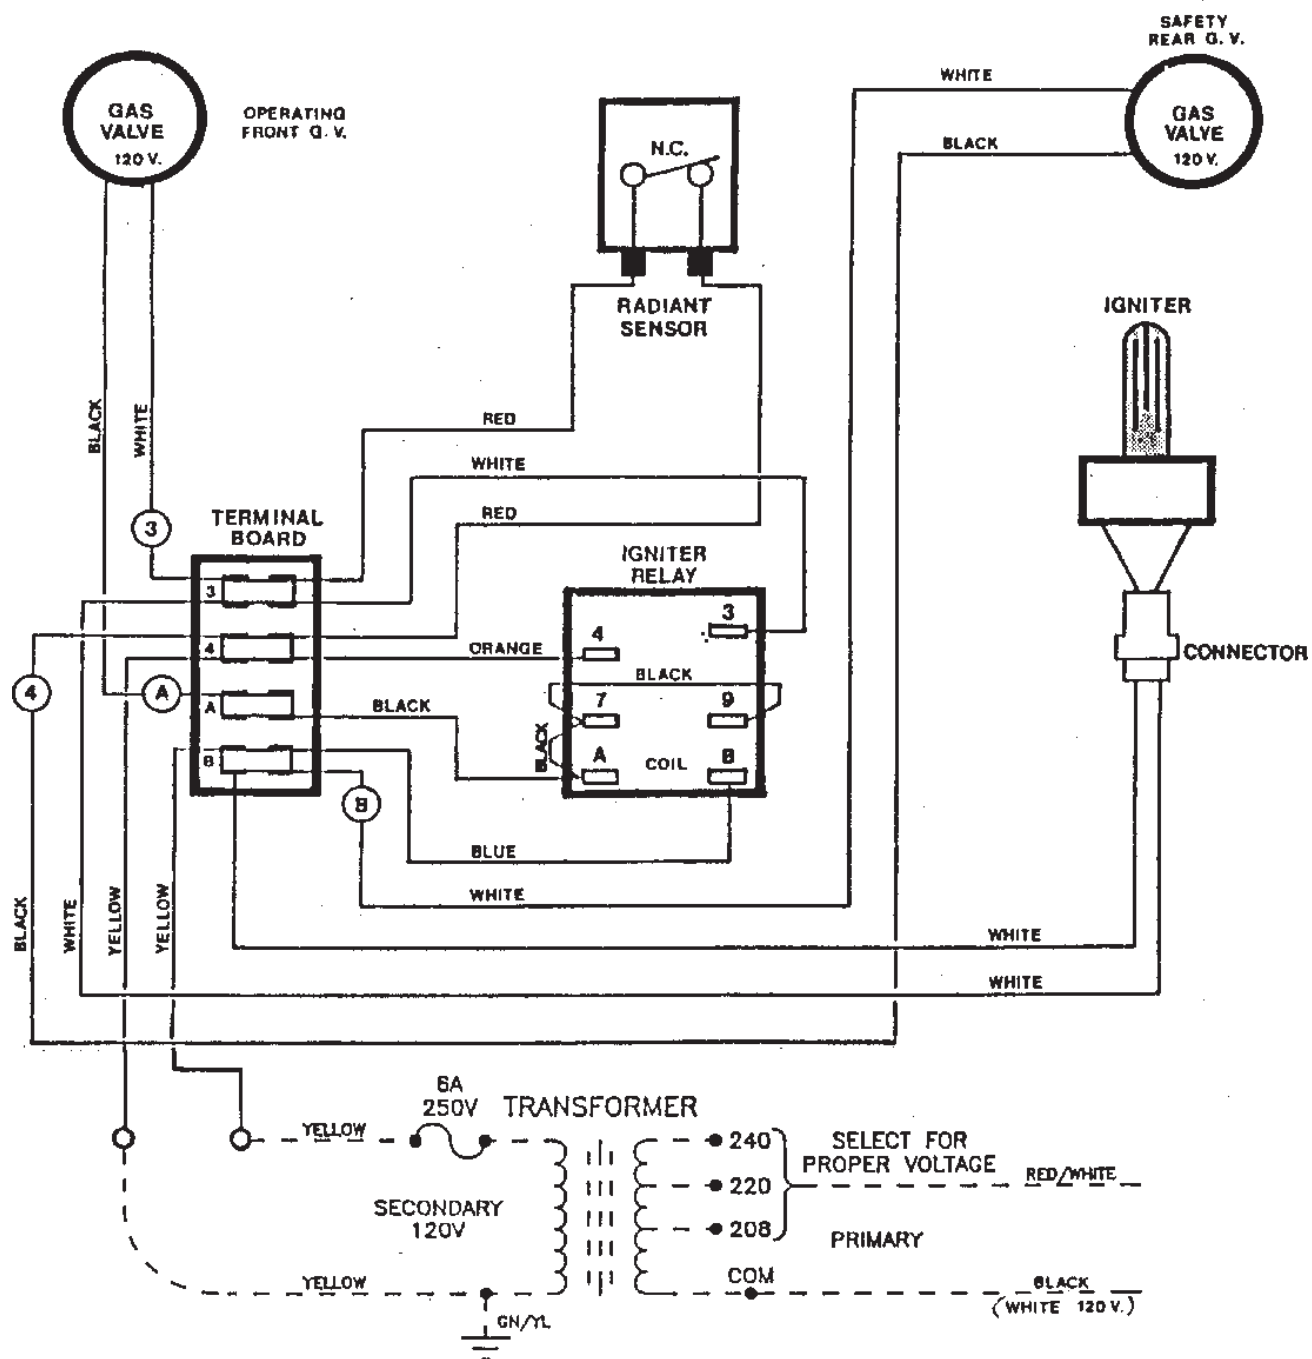 SAFETY
REAR G. V.
WHITE
GAS
VALVE
120 V.
OPERATING
FRONT G. V.
N.C.
BLACK
GAS
VALVE
120 V.
RADIANT
SENSOR
IGNITER
BLACK
WHITE
RED
WHITE
3
TERMINAL
BOARD
RED
IGNITER
RELAY
3
3
4
4
ORANGE
CONNECTOR
4
A
BLACK
A
BLACK
7
9
BLACK
B
A
COIL
B
B
BLUE
WHITE
BLACK
WHITE
YELLOW
YELLOW
WHITE
WHITE
6A
250V
TRANSFORMER
YELLOW
240
SELECT FOR
PROPER VOLTAGE
RED/WHITE
220
SECONDARY
120V
208
PRIMARY
YELLOW
COM
BLACK
(WHITE 120 V.)
GN/YL